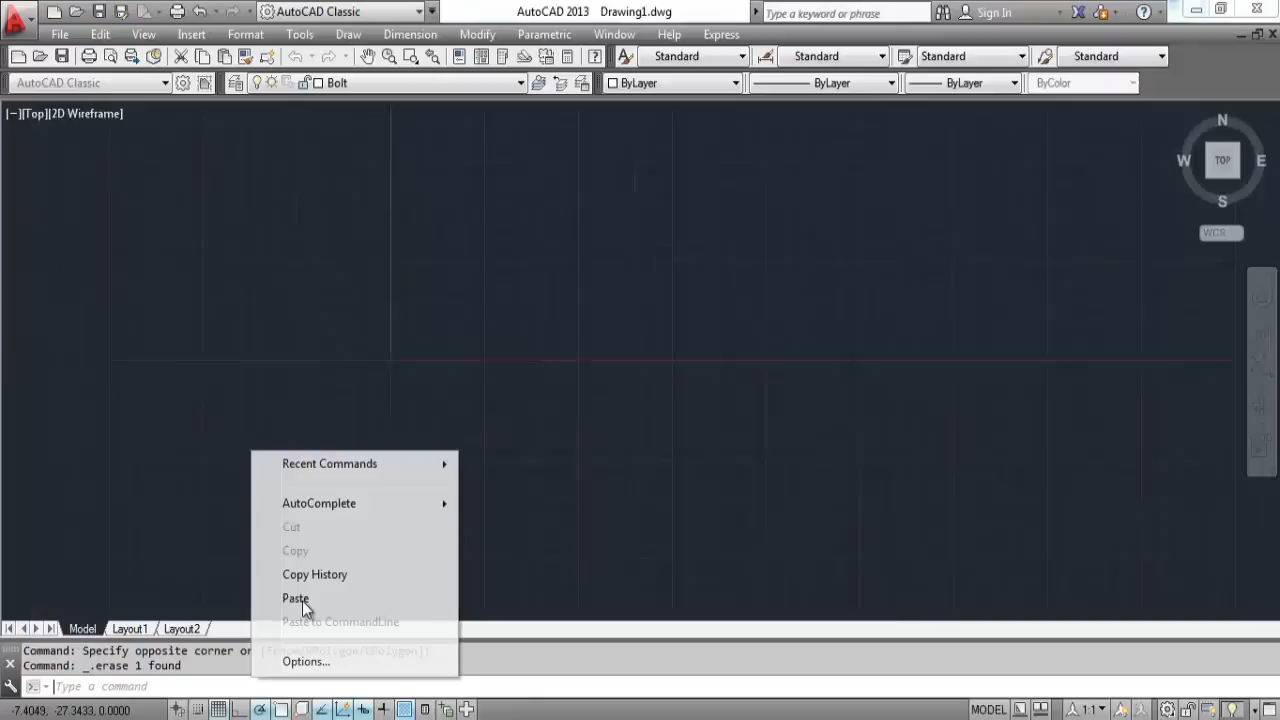 AutoCAD Classic
AutoCAD 2013 Drawing1.dwg
Type a keyword or phrase
Sign In
File Edit View Insert Format Tools Draw Dimension Modify Parametric Window Help Express
Standard Standard Standard Standard
AutoCAD Classic Bolt ByLayer ByLayer ByLayer ByColor
[−][Top][2D Wireframe]
N
W TOP E
S
WCS
Recent Commands
AutoComplete
Cut
Copy
Copy History
Paste
Paste to CommandLine
Options...
Model Layout1 Layout2
Command: Specify opposite corner or [Fence/WPolygon/CPolygon]:
Command: _.erase 1 found
Type a command
-7.4049, -27.3433, 0.0000 MODEL 1:1